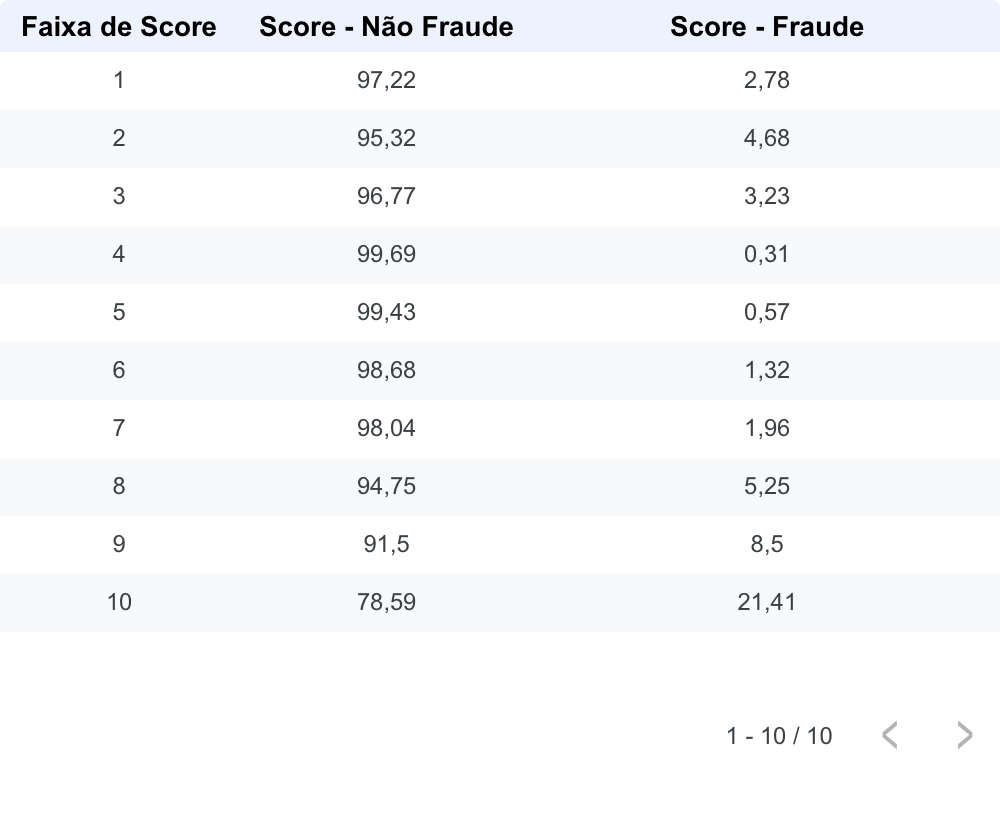 Faixa de Score Score - Não Fraude Score - Fraude
1 97,22 2,78
2 95,32 4,68
3 96,77 3,23
4 99,69 0,31
5 99,43 0,57
6 98,68 1,32
7 98,04 1,96
8 94,75 5,25
9 91,5 8,5
10 78,59 21,41
1 - 10 / 10